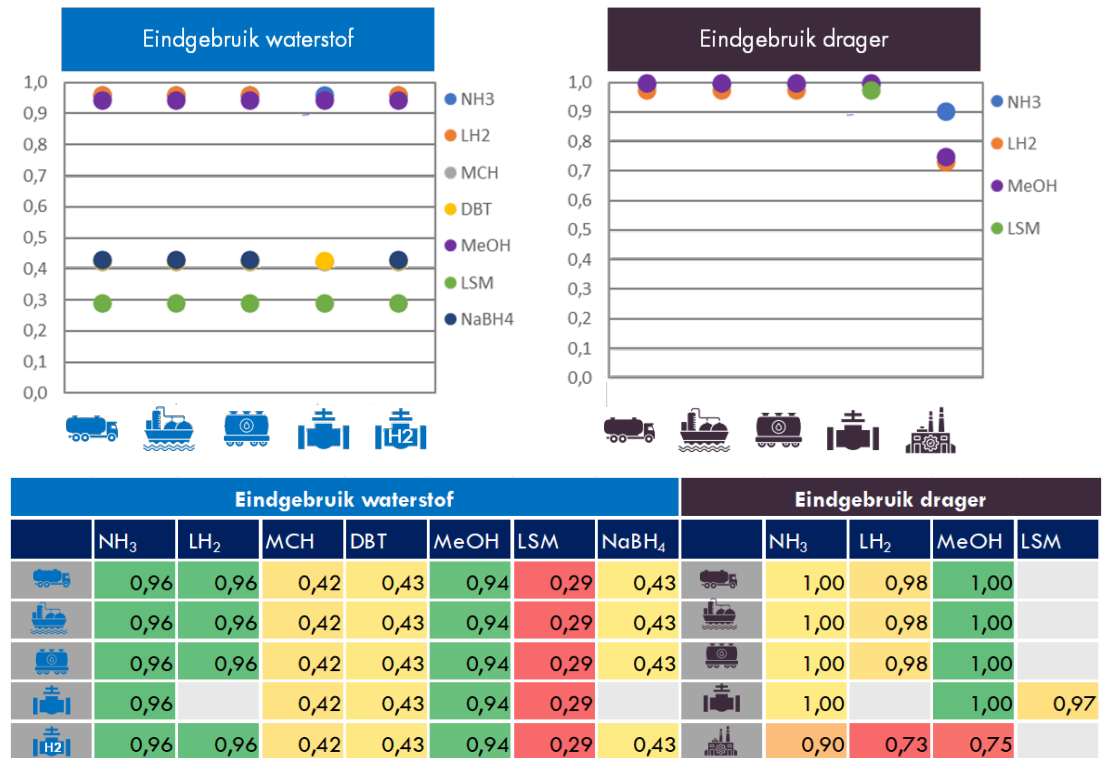 Eindgebruik waterstof
1,0
0,9
0,8
0,7
0,6
0,5
0,4
0,3
0,2
0,1
0,0
NH3
LH2
MCH
DBT
MeOH
LSM
NaBH4
H2
Eindgebruik drager
1,0
0,9
0,8
0,7
0,6
0,5
0,4
0,3
0,2
0,1
0,0
NH3
LH2
MeOH
LSM
Eindgebruik waterstof Eindgebruik drager
NH₃ LH₂ MCH DBT MeOH LSM NaBH₄ NH₃ LH₂ MeOH LSM
0,96 0,96 0,42 0,43 0,94 0,29 0,43 1,00 0,98 1,00
0,96 0,96 0,42 0,43 0,94 0,29 0,43 1,00 0,98 1,00
0,96 0,96 0,42 0,43 0,94 0,29 0,43 1,00 0,98 1,00
0,96 0,42 0,43 0,94 0,29 1,00 1,00 0,97
H2 0,96 0,96 0,42 0,43 0,94 0,29 0,43 0,90 0,73 0,75